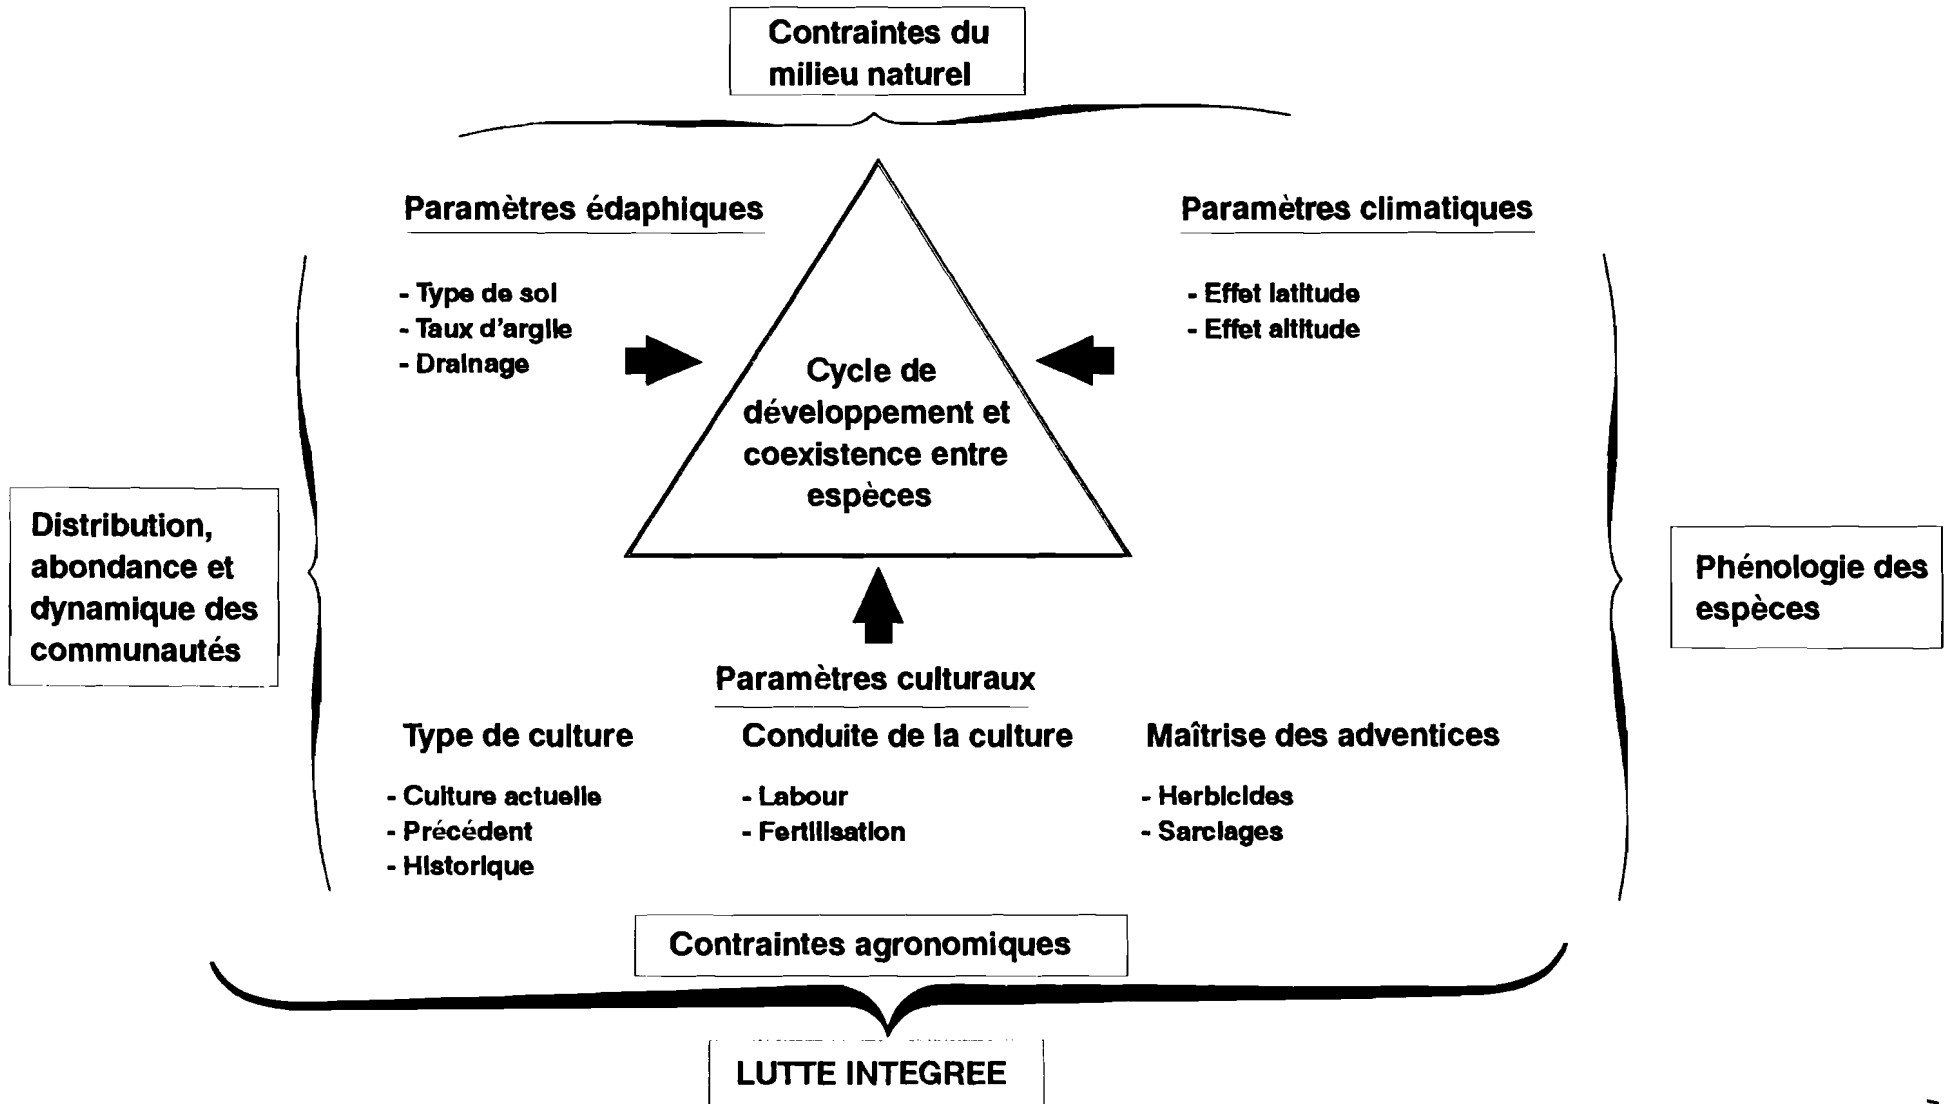 Contraintes du
milieu naturel
Paramètres édaphiques
- Type de sol
- Taux d'argile
- Drainage
Paramètres climatiques
- Effet latitude
- Effet altitude
Cycle de
développement et
coexistence entre
espèces
Distribution,
abondance et
dynamique des
communautés
Phénologie des
espèces
Paramètres culturaux
Type de culture
- Culture actuelle
- Précédent
- Historique
Conduite de la culture
- Labour
- Fertilisation
Maîtrise des adventices
- Herbicides
- Sarclages
Contraintes agronomiques
LUTTE INTEGREE